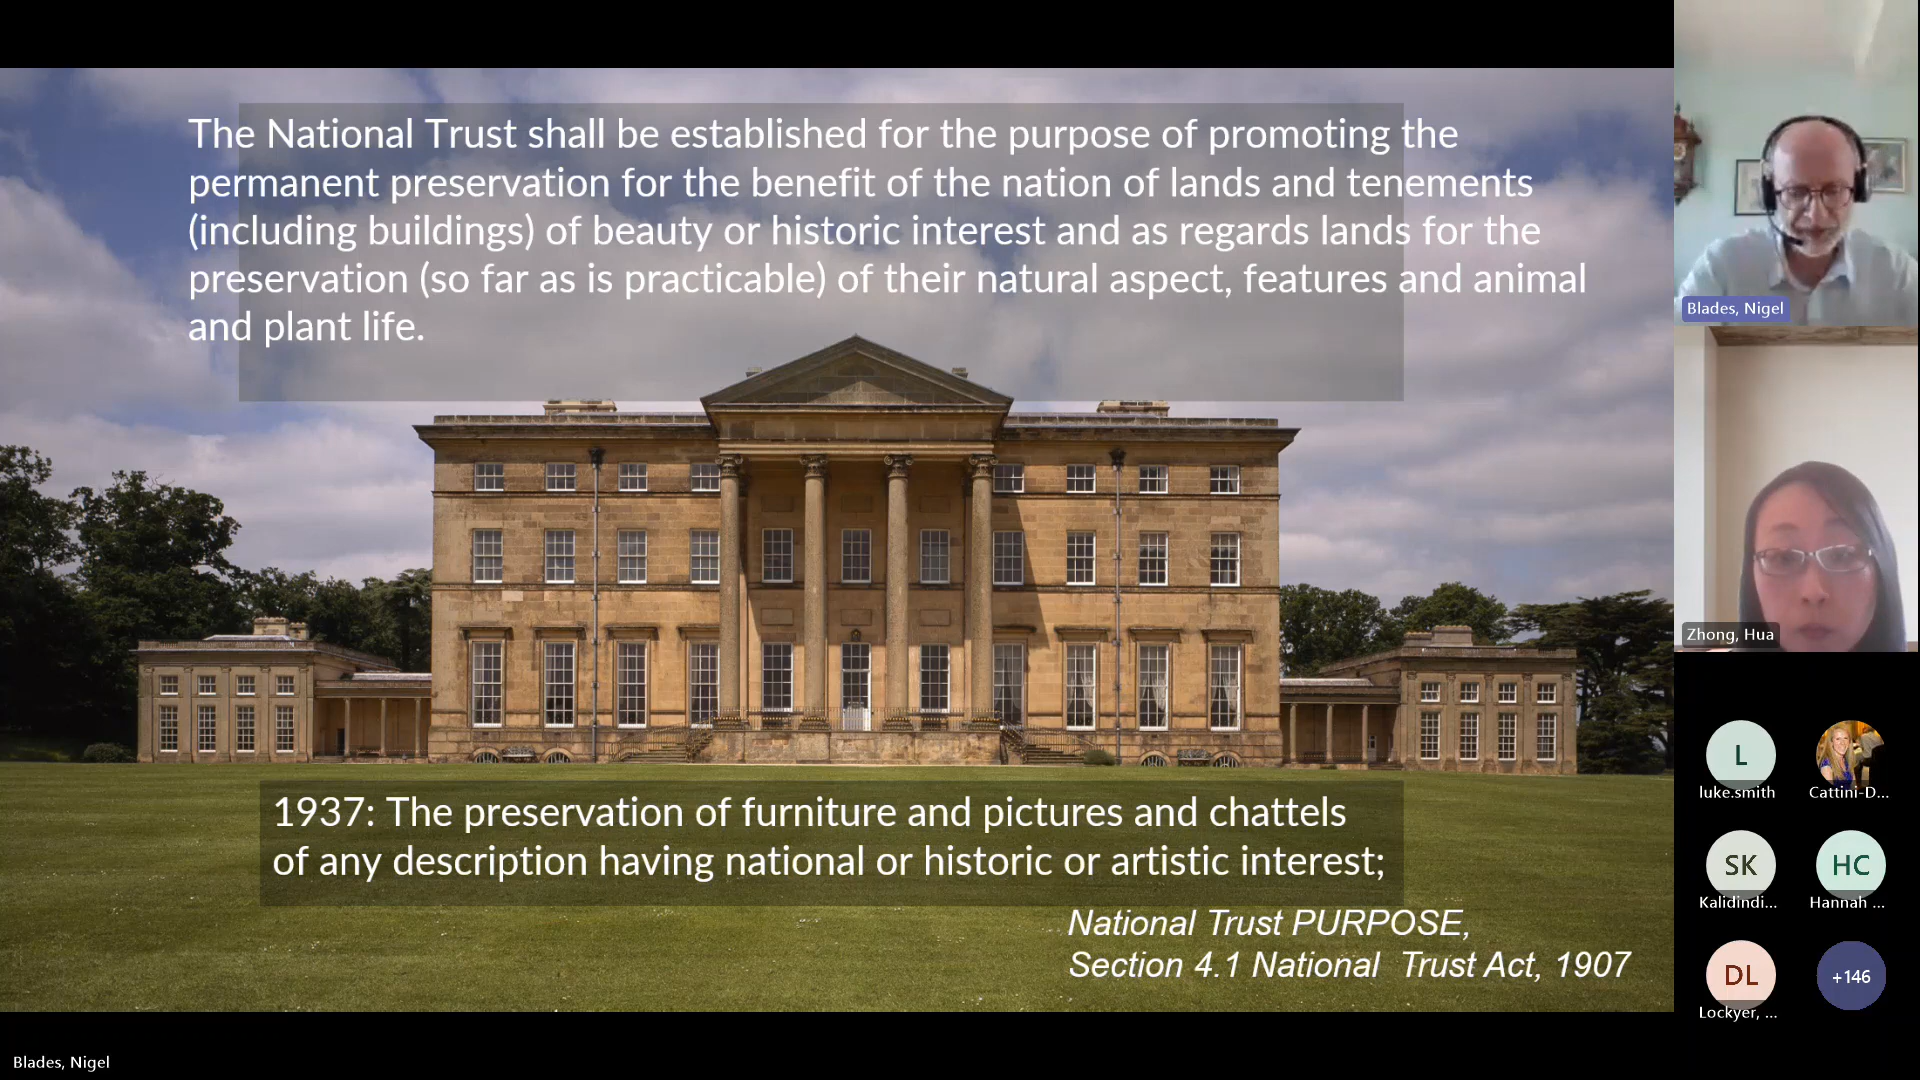 The National Trust shall be established for the purpose of promoting the
permanent preservation for the benefit of the nation of lands and tenements
(including buildings) of beauty or historic interest and as regards lands for the
preservation (so far as is practicable) of their natural aspect, features and animal
and plant life.
1937: The preservation of furniture and pictures and chattels
of any description having national or historic or artistic interest;
National Trust PURPOSE,
Section 4.1 National Trust Act, 1907
Blades, Nigel
Zhong, Hua
L
luke.smith
Cattini-D...
SK
Kalidindi...
HC
Hannah ...
DL
Lockyer, ...
+146
Blades, Nigel